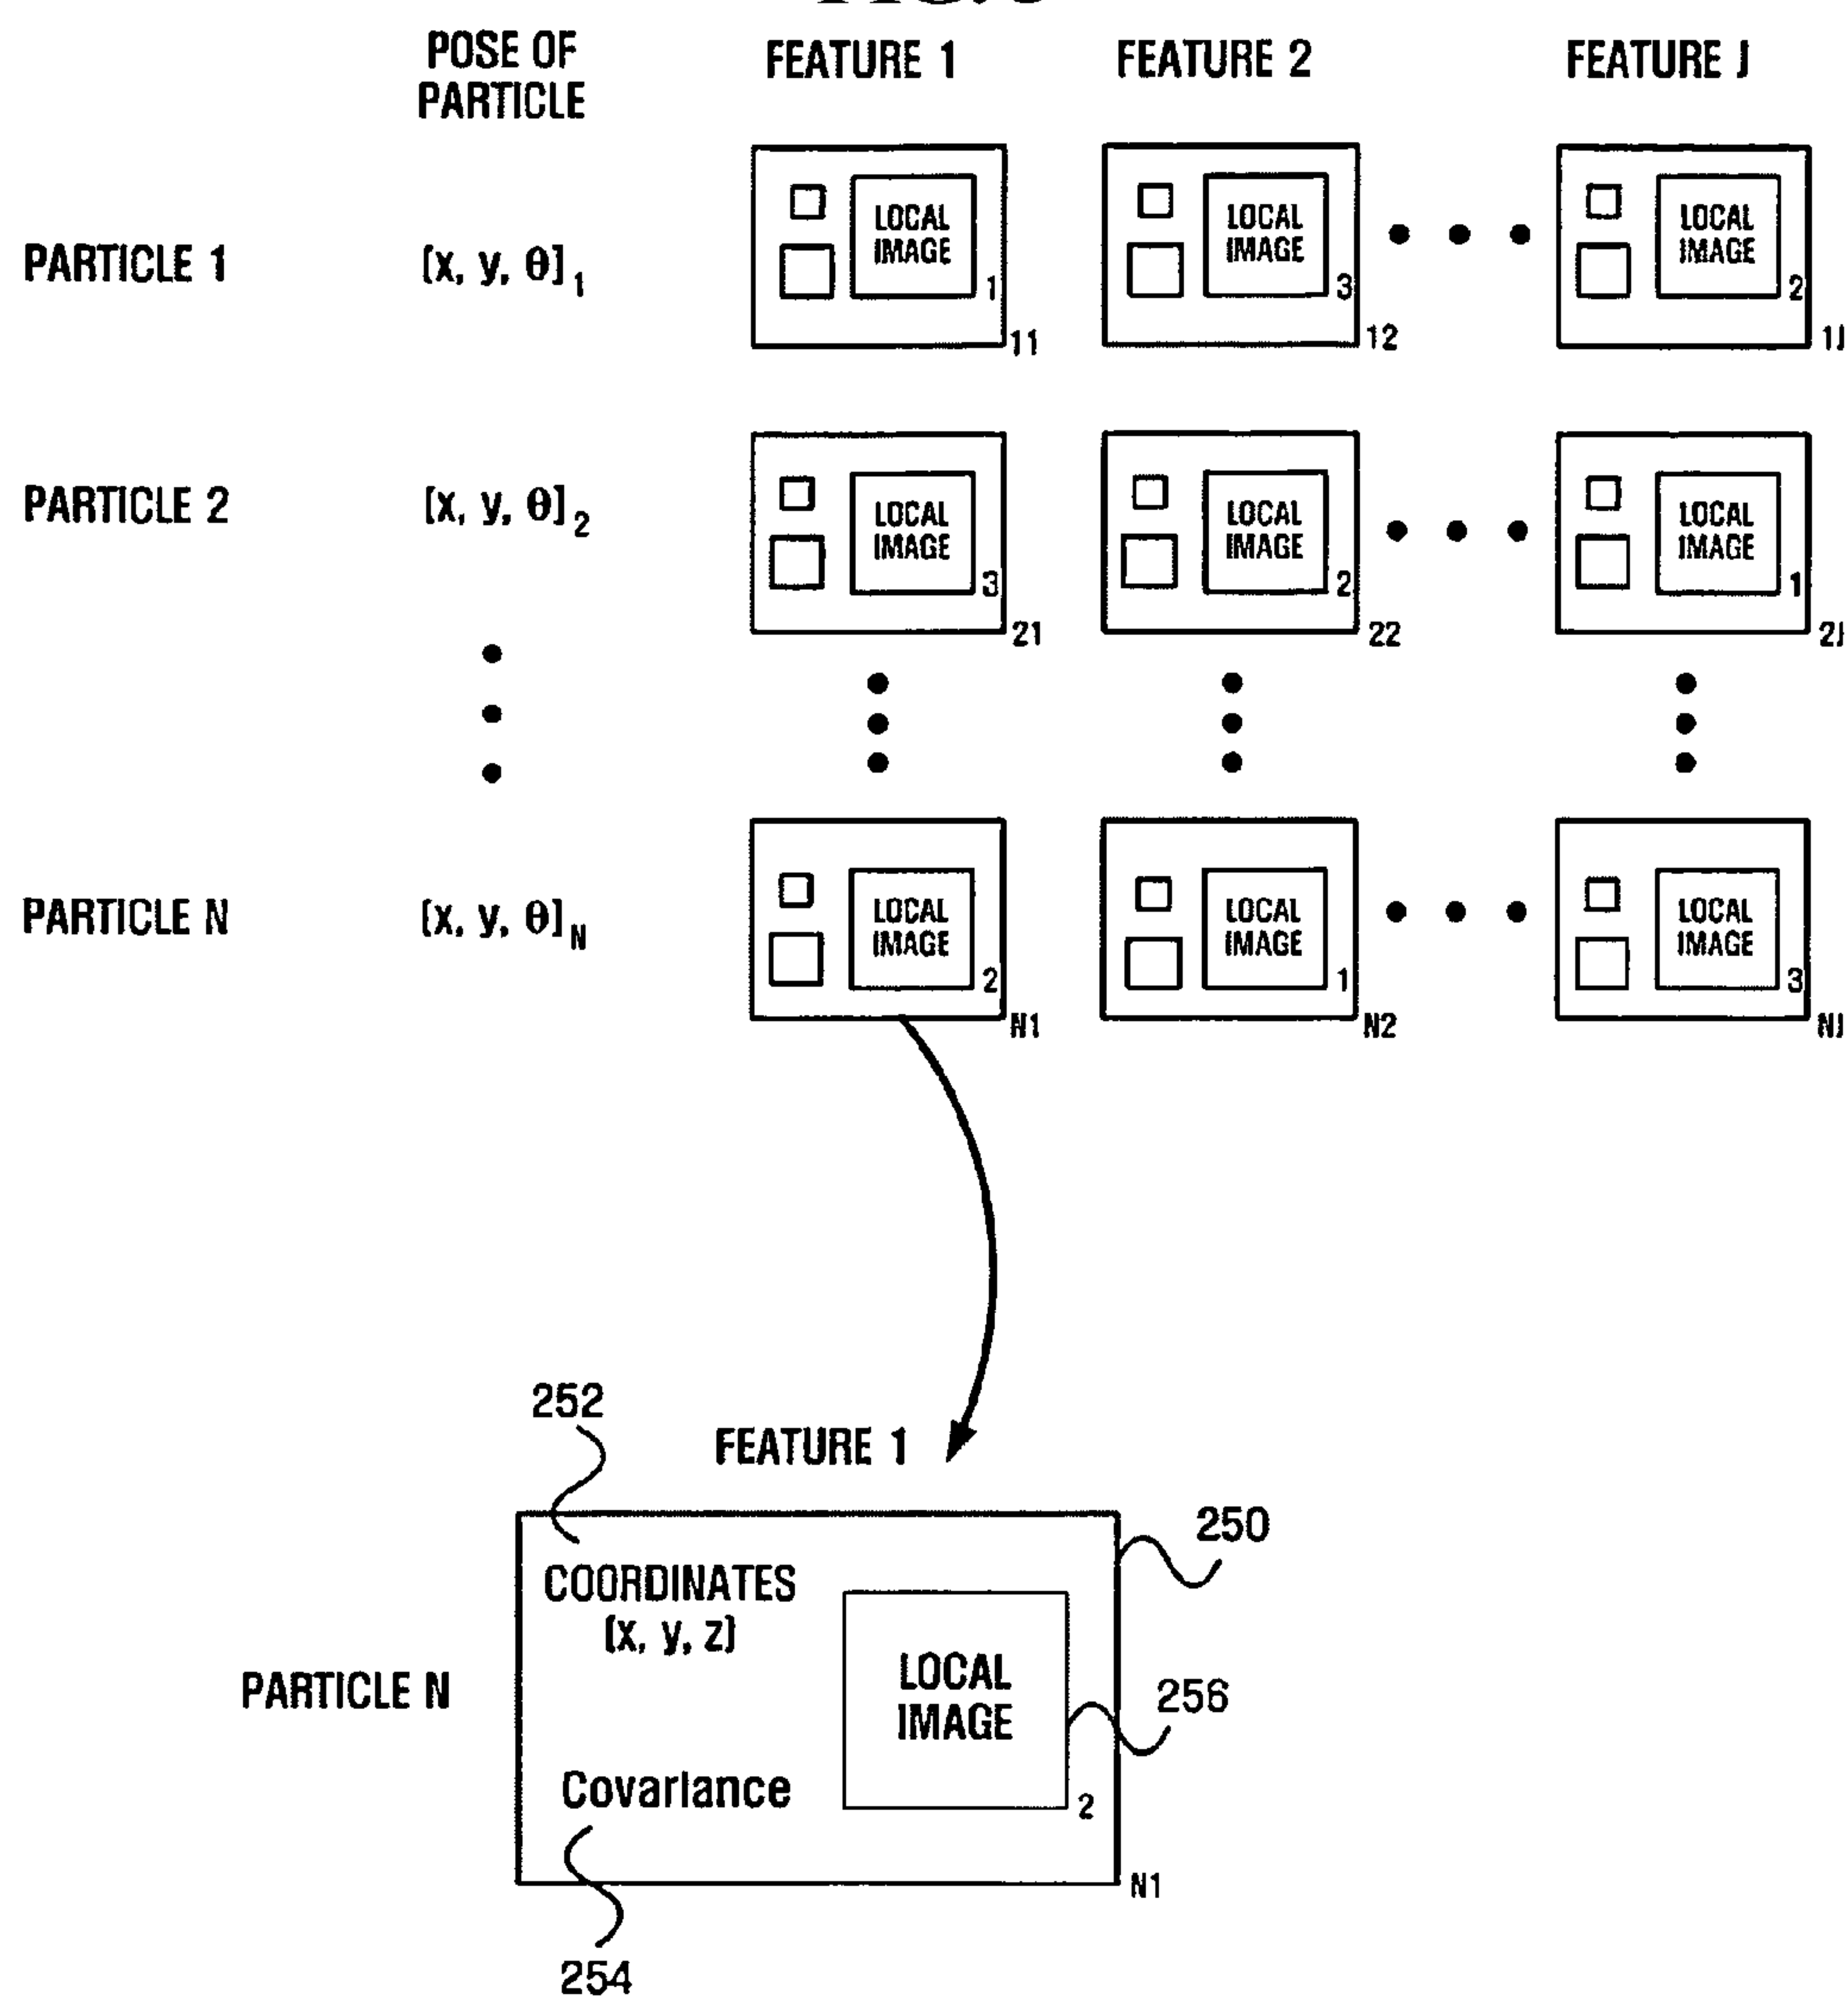 POSE OF
PARTICLE
FEATURE 1
FEATURE 2
FEATURE J
PARTICLE 1
(x, y, θ)1
LOCAL
IMAGE
1
11
LOCAL
IMAGE
3
12
LOCAL
IMAGE
2
1J
PARTICLE 2
(x, y, θ)2
LOCAL
IMAGE
3
21
LOCAL
IMAGE
2
22
LOCAL
IMAGE
1
2J
PARTICLE N
(x, y, θ)N
LOCAL
IMAGE
2
N1
LOCAL
IMAGE
1
N2
LOCAL
IMAGE
3
NJ
252
FEATURE 1
250
COORDINATES
(x, y, z)
PARTICLE N
LOCAL
IMAGE
256
Covariance
2
N1
254